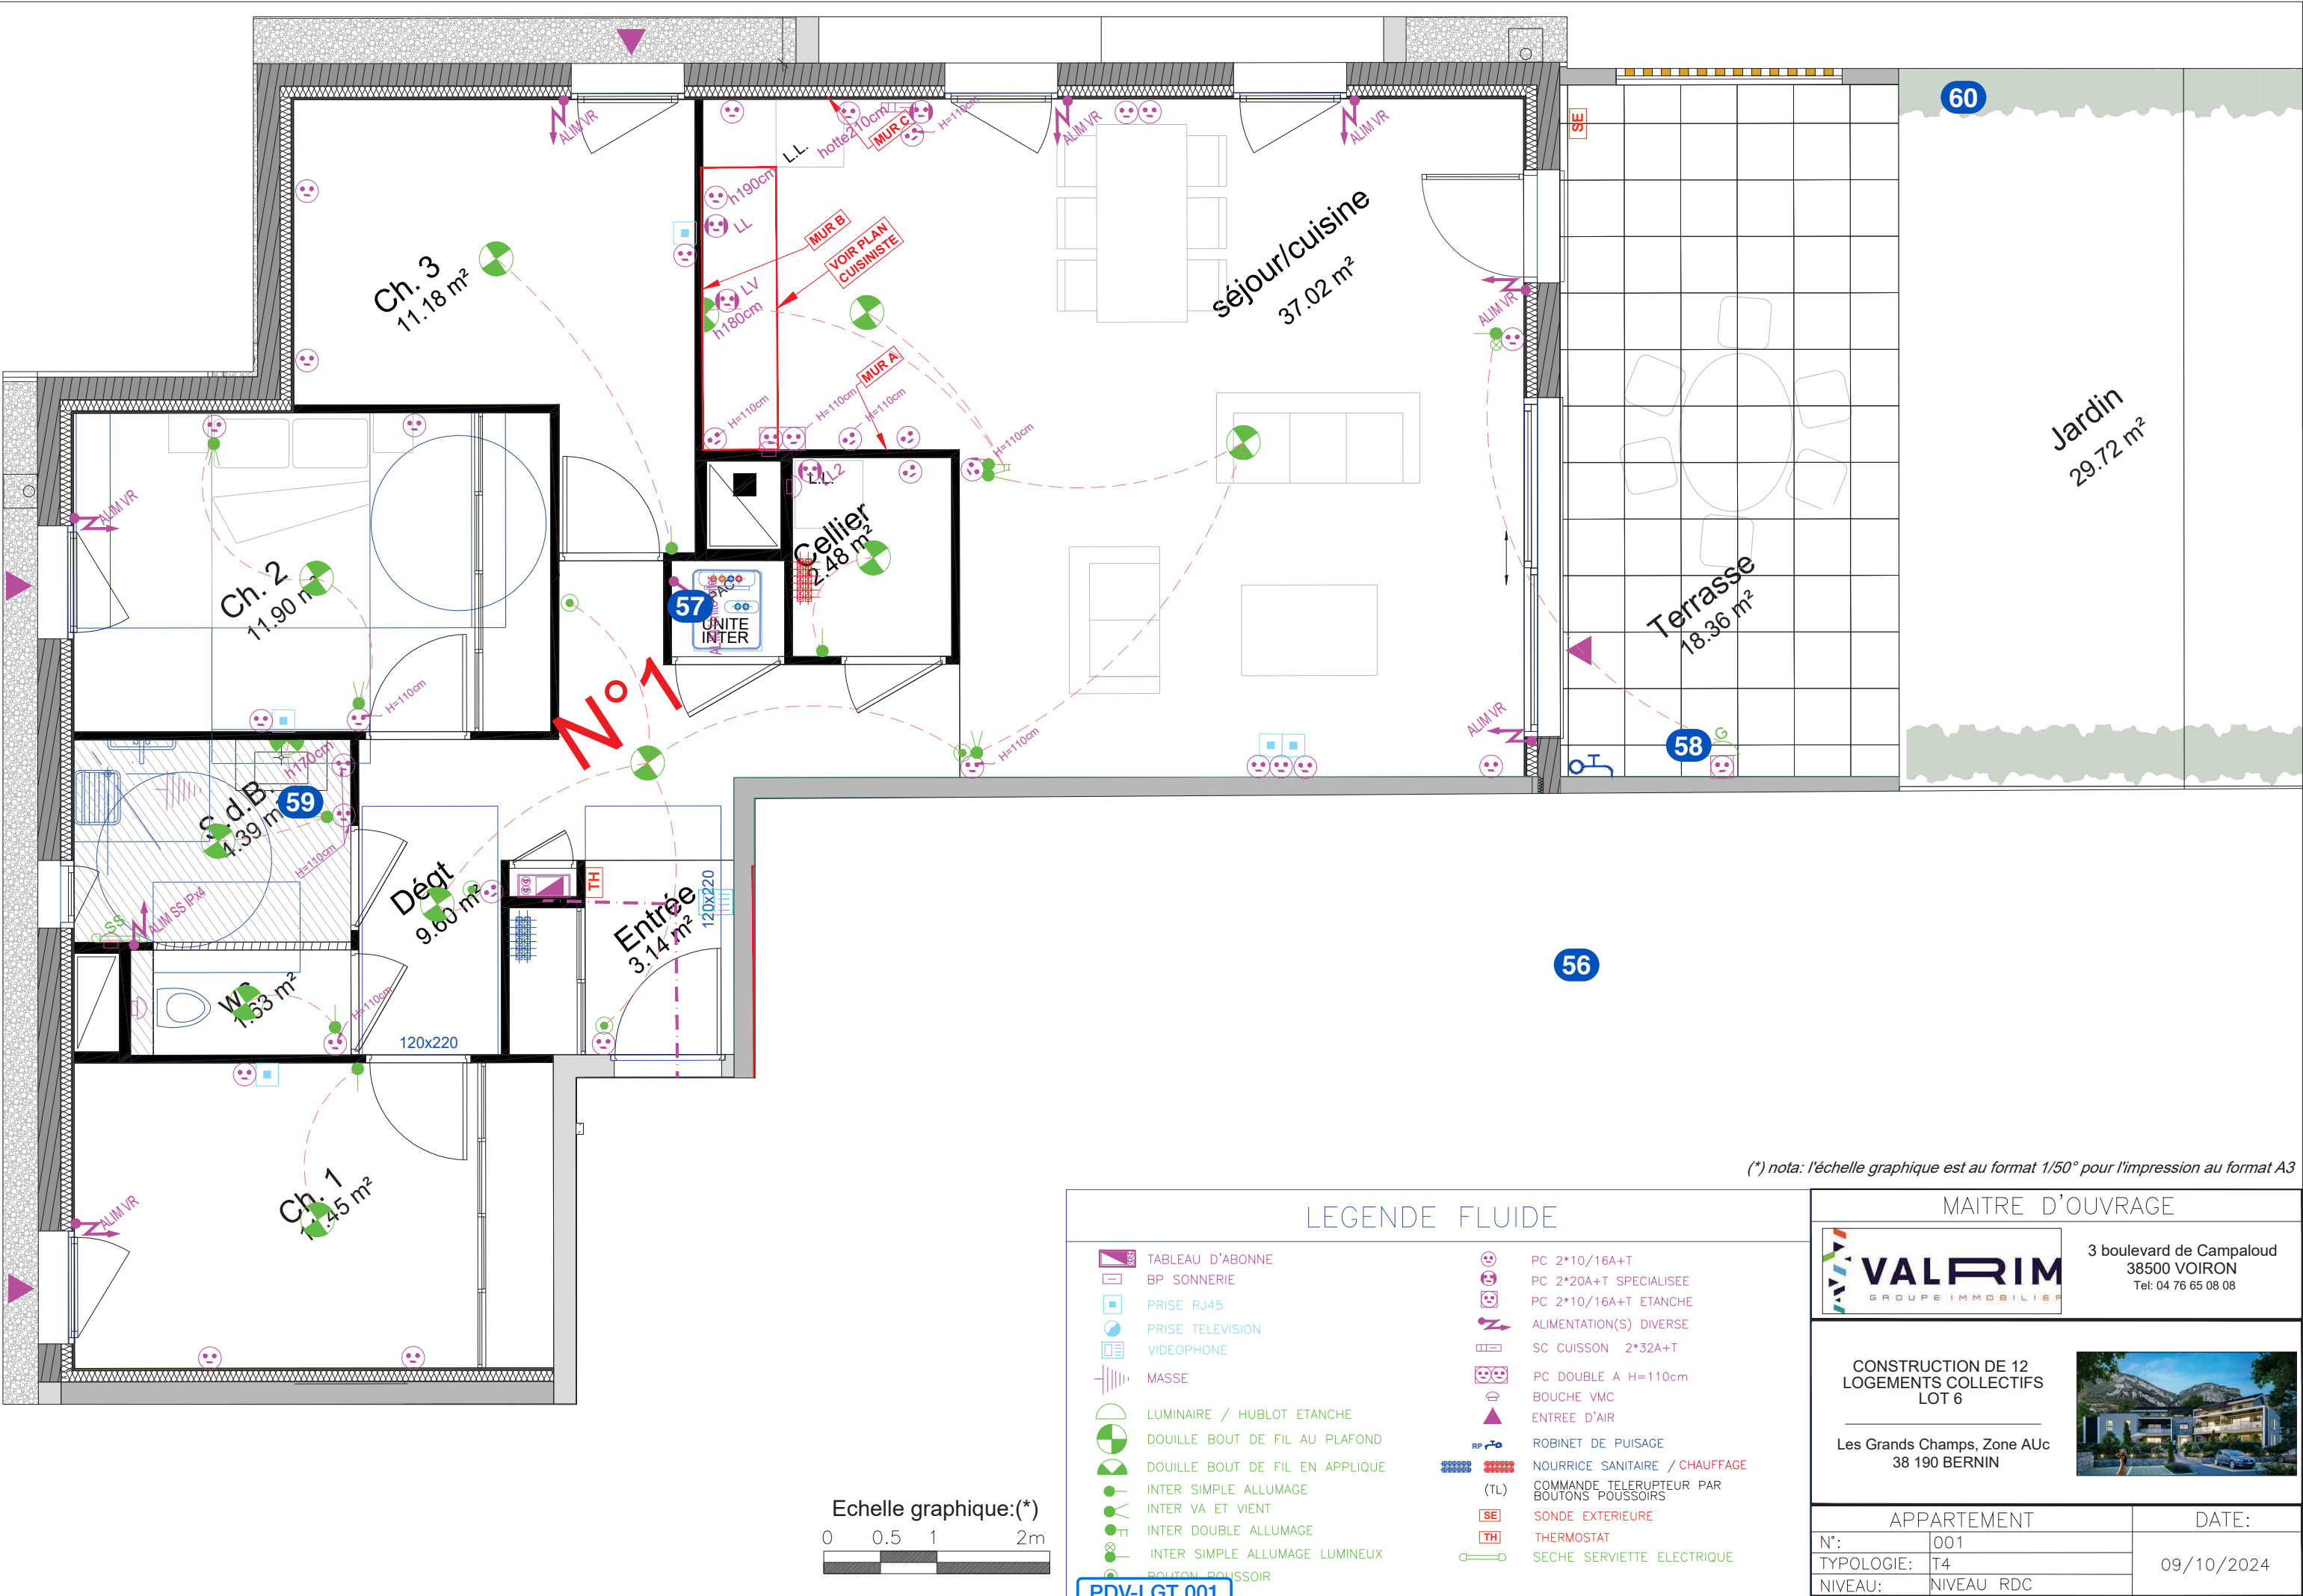 60
SE
ALIM VR
ALIM VR
ALIM VR
hotte210cm
MUR C
H=110cm
L.L.
h190cm
LL
MUR B
VOIR PLAN
CUISINISTE
LV
h180cm
MUR A
Ch. 3
11.18 m²
séjour/cuisine
37.02 m²
ALIM VR
H=110cm
H=110cm
H=110cm
H=110cm
Jardin
29.72 m²
ALIM VR
LL2
L.L.
Cellier
2.48 m²
Ch. 2
11.90 m²
57
PAC
UNITE
INTER
Terrasse
18.36 m²
N°1
H=110cm
ALIM VR
H=110cm
58
G
h170cm
S.d.B.
4.39 m²
59
H=110cm
Dégt
9.60 m²
TH
Entrée
3.14 m²
120x220
ALIM SS IPx4
SS
56
WC
1.63 m²
H=110cm
120x220
Ch. 1
ALIM VR
(*) nota: l'échelle graphique est au format 1/50° pour l'impression au format A3
LEGENDE FLUIDE
TABLEAU D'ABONNE
BP SONNERIE
PRISE RJ45
PRISE TELEVISION
VIDEOPHONE
MASSE
LUMINAIRE / HUBLOT ETANCHE
DOUILLE BOUT DE FIL AU PLAFOND
DOUILLE BOUT DE FIL EN APPLIQUE
INTER SIMPLE ALLUMAGE
INTER VA ET VIENT
INTER DOUBLE ALLUMAGE
INTER SIMPLE ALLUMAGE LUMINEUX
BOUTON POUSSOIR
PDV-LGT 001
PC 2*10/16A+T
PC 2*20A+T SPECIALISEE
PC 2*10/16A+T ETANCHE
ALIMENTATION(S) DIVERSE
SC CUISSON 2*32A+T
PC DOUBLE A H=110cm
BOUCHE VMC
ENTREE D'AIR
RP ROBINET DE PUISAGE
NOURRICE SANITAIRE / CHAUFFAGE
(TL) COMMANDE TELERUPTEUR PAR
BOUTONS POUSSOIRS
SE SONDE EXTERIEURE
TH THERMOSTAT
SECHE SERVIETTE ELECTRIQUE
Echelle graphique:(*)
0 0.5 1 2m
MAITRE D'OUVRAGE
VALRIM
GROUPE IMMOBILIER
3 boulevard de Campaloud
38500 VOIRON
Tel: 04 76 65 08 08
CONSTRUCTION DE 12
LOGEMENTS COLLECTIFS
LOT 6
Les Grands Champs, Zone AUc
38 190 BERNIN
APPARTEMENT
DATE:
N°: 001
TYPOLOGIE: T4
NIVEAU: NIVEAU RDC
09/10/2024